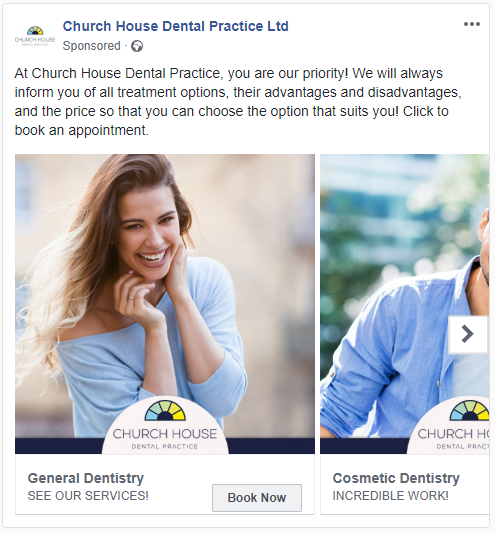 Church House Dental Practice Ltd
Sponsored ·
At Church House Dental Practice, you are our priority! We will always
inform you of all treatment options, their advantages and disadvantages,
and the price so that you can choose the option that suits you! Click to
book an appointment.
CHURCH HOUSE
DENTAL PRACTICE
CHURCH HOUSE
DENTAL PRACTICE
CHURCH HO
DENTAL PRACTIC
General Dentistry
SEE OUR SERVICES!
Book Now
Cosmetic Dentistry
INCREDIBLE WORK!